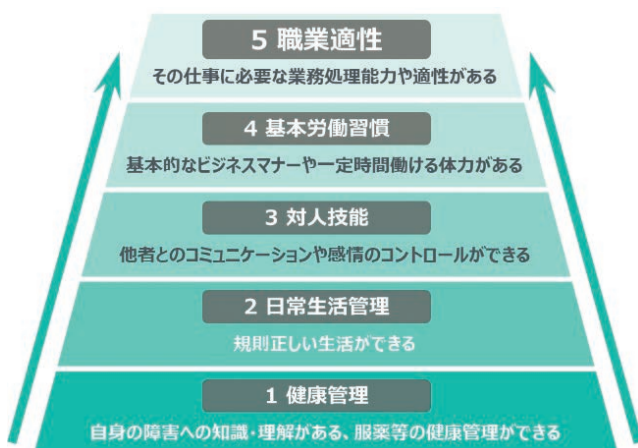 5 職業適性
その仕事に必要な業務処理能力や適性がある
4 基本労働習慣
基本的なビジネスマナーや一定時間働ける体力がある
3 対人技能
他者とのコミュニケーションや感情のコントロールができる
2 日常生活管理
規則正しい生活ができる
1 健康管理
自身の障害への知識・理解がある、服薬等の健康管理ができる